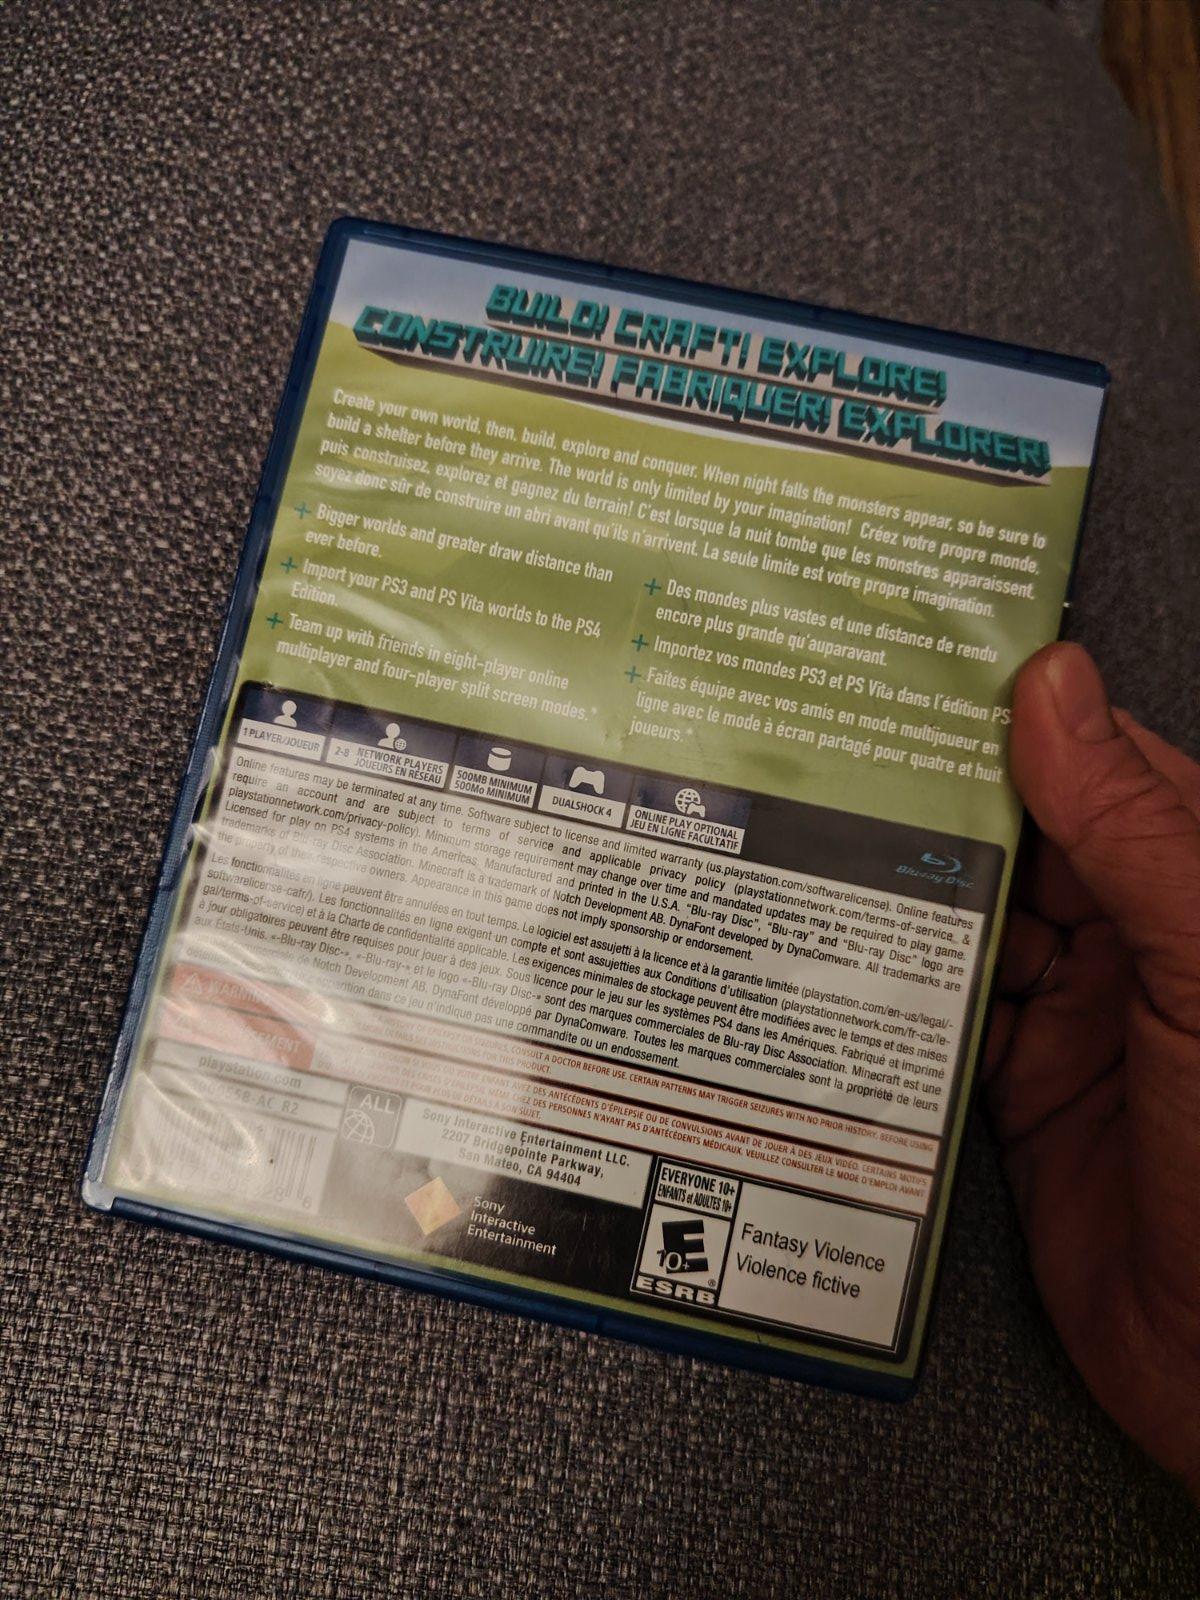 BUILD! CRAFT! EXPLORE!
CONSTRUIRE! FABRIQUER! EXPLORER!
Create your own world, then, build, explore and conquer. When night falls the monsters appear, so be sure to
build a shelter before they arrive. The world is only limited by your imagination! Créez votre propre monde,
puis construisez, explorez et gagnez du terrain! C'est lorsque la nuit tombe que les monstres apparaissent,
soyez donc sûr de construire un abri avant qu'ils n'arrivent. La seule limite est votre propre imagination.
+ Bigger worlds and greater draw distance than
ever before.
+ Import your PS3 and PS Vita worlds to the PS4
Edition.
+ Team up with friends in eight-player online
multiplayer and four-player split screen modes.*
+ Des mondes plus vastes et une distance de rendu
encore plus grande qu'auparavant.
+ Importez vos mondes PS3 et PS Vita dans l'édition PS
+ Faites équipe avec vos amis en mode multijoueur en
ligne avec le mode à écran partagé pour quatre et huit
joueurs.*
1 PLAYER/JOUEUR
2-8 NETWORK PLAYERS
JOUEURS EN RÉSEAU
500MB MINIMUM
500Mo MINIMUM
DUALSHOCK 4
ONLINE PLAY OPTIONAL
JEU EN LIGNE FACULTATIF
Blu-ray Disc
Online features may be terminated at any time. Software subject to license and limited warranty (us.playstation.com/softwarelicense). Online features
require an account and are subject to terms of service and applicable privacy policy (playstationnetwork.com/terms-of-service &
playstationnetwork.com/privacy-policy). Minimum storage requirement may change over time and mandated updates may be required to play game.
Licensed for play on PS4 systems in the Americas. Manufactured and printed in the U.S.A. "Blu-ray Disc", "Blu-ray" and "Blu-ray Disc" logo are
trademarks of Blu-ray Disc Association. Minecraft is a trademark of Notch Development AB. DynaFont developed by DynaComware. All trademarks are
the property of their respective owners. Appearance in this game does not imply sponsorship or endorsement.
Les fonctionnalités en ligne peuvent être annulées en tout temps. Le logiciel est assujetti à la licence et à la garantie limitée (playstation.com/en-us/legal/-
softwarelicense-cafr). Les fonctionnalités en ligne exigent un compte et sont assujetties aux Conditions d'utilisation (playstationnetwork.com/fr-ca/le-
gal/terms-of-service) et à la Charte de confidentialité applicable. Les exigences minimales de stockage peuvent être modifiées avec le temps et des mises
à jour obligatoires peuvent être requises pour jouer à des jeux. Sous licence pour le jeu sur les systèmes PS4 dans les Amériques. Fabriqué et imprimé
aux États-Unis. «-Blu-ray Disc-», «-Blu-ray-» et le logo «-Blu-ray Disc-» sont des marques commerciales de Blu-ray Disc Association. Minecraft est une
de Notch Development AB. DynaFont développé par DynaComware. Toutes les marques commerciales sont la propriété de leurs
dans ce jeu n'indique pas une commandite ou un endossement.
WARNING
HISTORY OF EPILEPSY OR SEIZURES, CONSULT A DOCTOR BEFORE USE. CERTAIN PATTERNS MAY TRIGGER SEIZURES WITH NO PRIOR HISTORY. BEFORE USING
INSTRUCTIONS FOR THIS PRODUCT.
ENFANT AVEZ DES ANTÉCÉDENTS D'ÉPILEPSIE OU DE CONVULSIONS AVANT DE JOUER À DES JEUX VIDÉO. CERTAINS MOTIFS
CHEZ DES PERSONNES N'AYANT PAS D'ANTÉCÉDENTS MÉDICAUX. VEUILLEZ CONSULTER LE MODE D'EMPLOI AVANT
POUR PLUS DE DÉTAILS À SON SUJET.
playstation.com
ALL
Sony Interactive Entertainment LLC.
2207 Bridgepointe Parkway,
San Mateo, CA 94404
Sony
Interactive
Entertainment
EVERYONE 10+
ENFANTS et ADULTES 10+
E
10+
ESRB
Fantasy Violence
Violence fictive